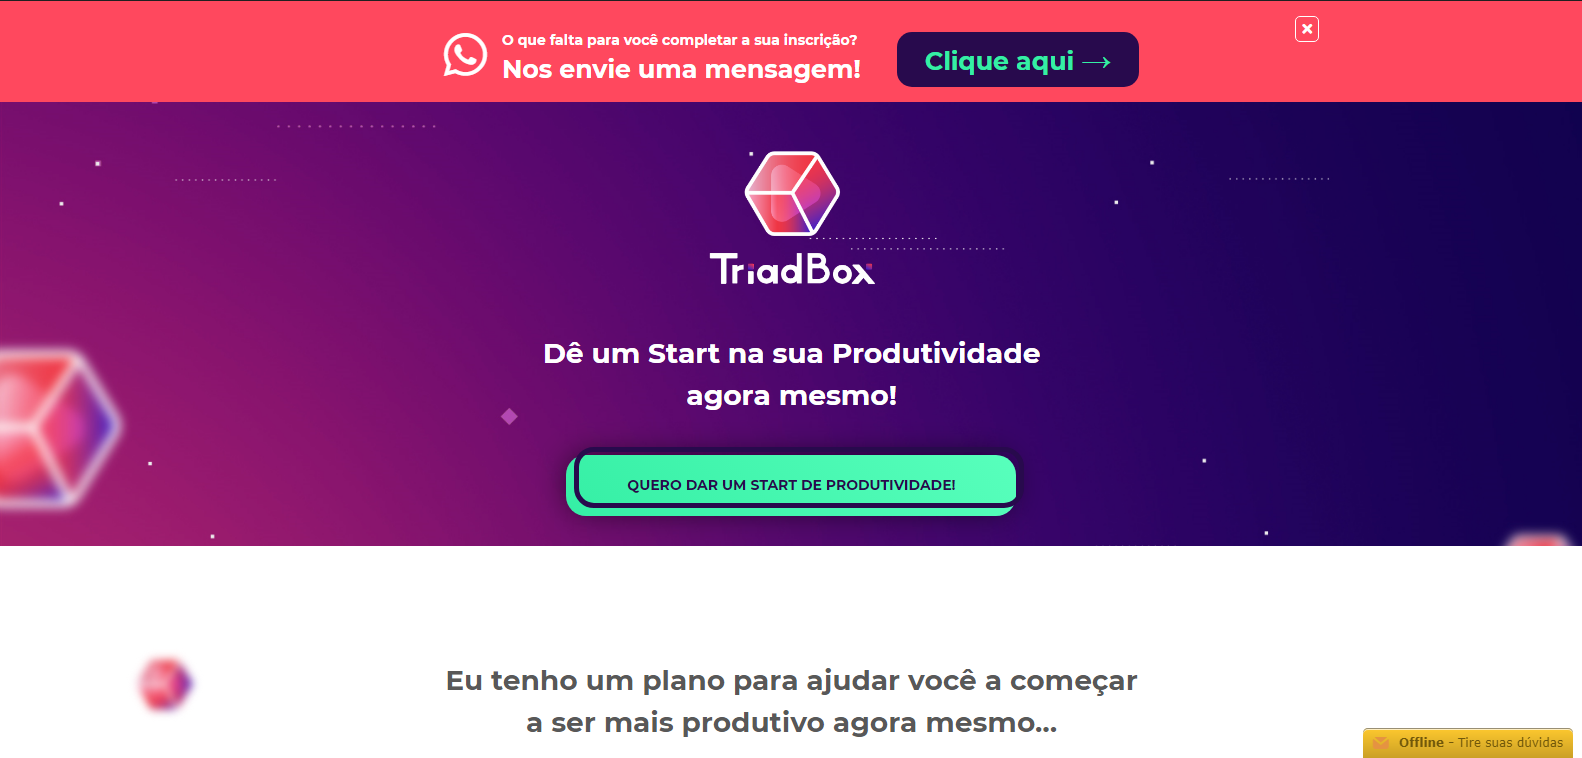 O que falta para você completar a sua inscrição?
Nos envie uma mensagem!
Clique aqui →
TriadBox
Dê um Start na sua Produtividade
agora mesmo!
QUERO DAR UM START DE PRODUTIVIDADE!
Eu tenho um plano para ajudar você a começar
a ser mais produtivo agora mesmo...
Offline - Tire suas dúvidas